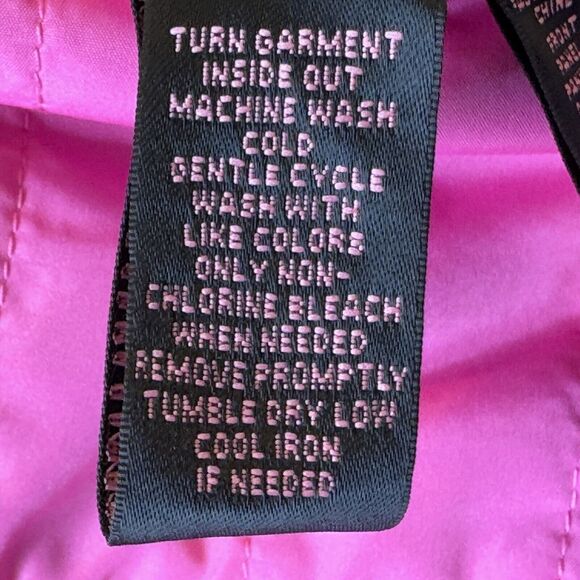 TURN GARMENT
INSIDE OUT
MACHINE WASH
COLD
GENTLE CYCLE
WASH WITH
LIKE COLORS
ONLY NON-
CHLORINE BLEACH
WHEN NEEDED
REMOVE PROMPTLY
TUMBLE DRY LOW
COOL IRON
IF NEEDED